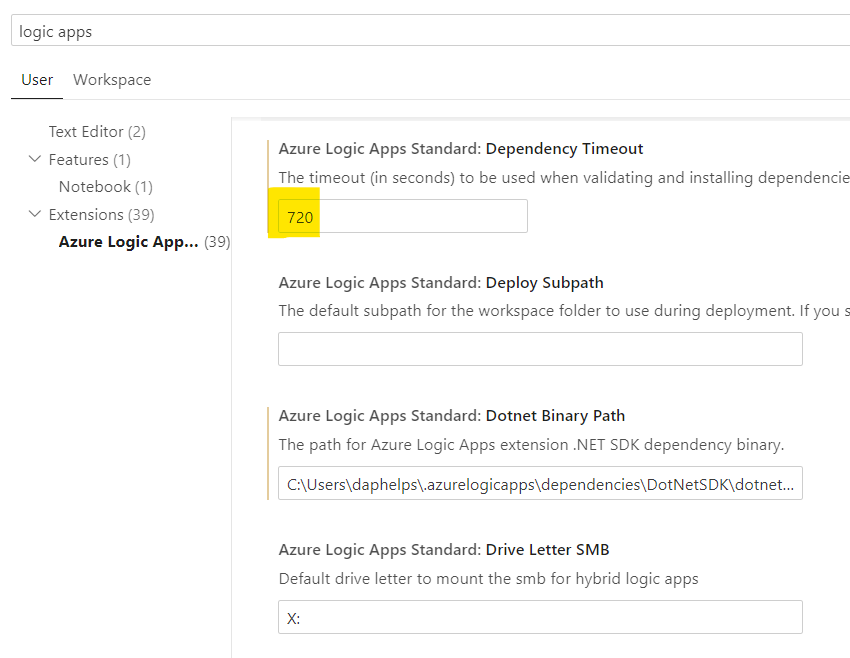 logic apps
User Workspace
Text Editor (2)
Features (1)
Notebook (1)
Extensions (39)
Azure Logic App... (39)
Azure Logic Apps Standard: Dependency Timeout
The timeout (in seconds) to be used when validating and installing dependencie
720
Azure Logic Apps Standard: Deploy Subpath
The default subpath for the workspace folder to use during deployment. If you s
Azure Logic Apps Standard: Dotnet Binary Path
The path for Azure Logic Apps extension .NET SDK dependency binary.
C:\Users\daphelps\.azurelogicapps\dependencies\DotNetSDK\dotnet...
Azure Logic Apps Standard: Drive Letter SMB
Default drive letter to mount the smb for hybrid logic apps
X: